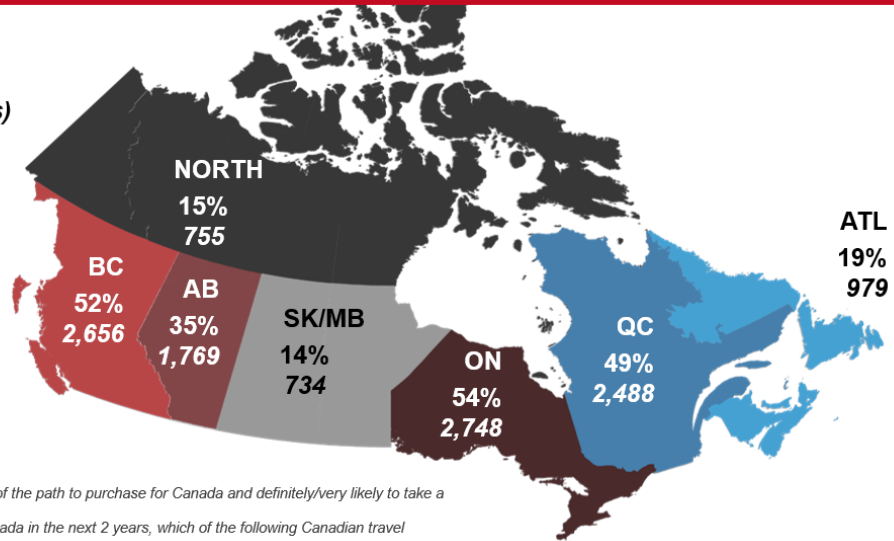 s)
NORTH
15%
755
ATL
19%
979
BC
52%
2,656
AB
35%
1,769
SK/MB
14%
734
QC
49%
2,488
ON
54%
2,748
of the path to purchase for Canada and definitely/very likely to take a
ada in the next 2 years, which of the following Canadian travel